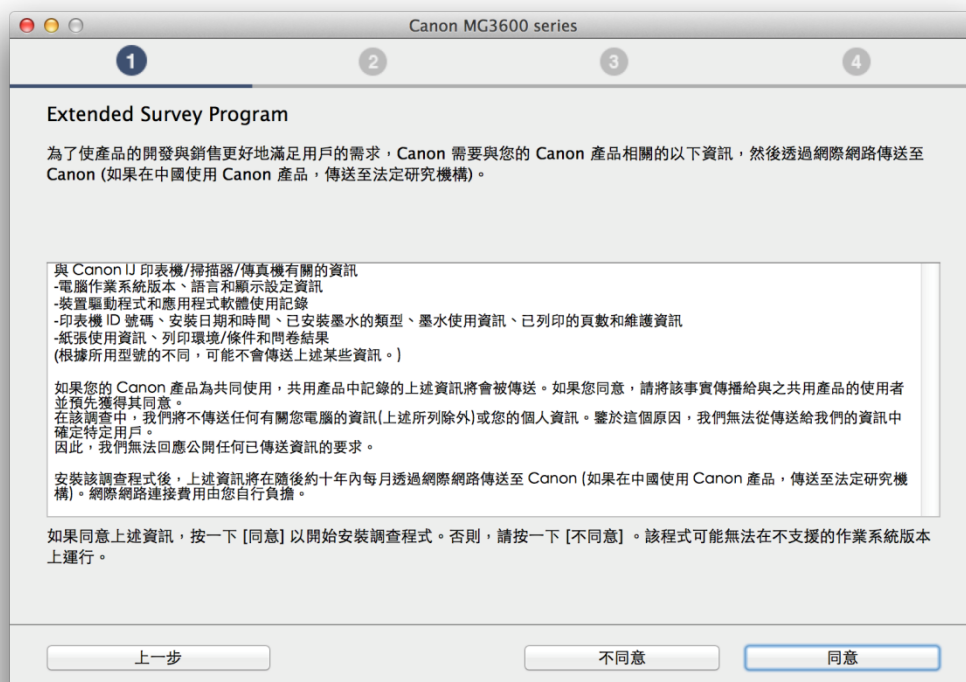 Canon MG3600 series
1
2
3
4
Extended Survey Program
為了使產品的開發與銷售更好地滿足用戶的需求，Canon 需要與您的 Canon 產品相關的以下資訊，然後透過網際網路傳送至
Canon (如果在中國使用 Canon 產品，傳送至法定研究機構)。
與 Canon IJ 印表機/掃描器/傳真機有關的資訊
-電腦作業系統版本、語言和顯示設定資訊
-裝置驅動程式和應用程式軟體使用記錄
-印表機 ID 號碼、安裝日期和時間、已安裝墨水的類型、墨水使用資訊、已列印的頁數和維護資訊
-紙張使用資訊、列印環境/條件和問卷結果
(根據所用型號的不同，可能不會傳送上述某些資訊。)
如果您的 Canon 產品為共同使用，共用產品中記錄的上述資訊將會被傳送。如果您同意，請將該事實傳播給與之共用產品的使用者
並預先獲得其同意。
在該調查中，我們將不傳送任何有關您電腦的資訊(上述所列除外)或您的個人資訊。鑒於這個原因，我們無法從傳送給我們的資訊中
確定特定用戶。
因此，我們無法回應公開任何已傳送資訊的要求。
安裝該調查程式後，上述資訊將在隨後約十年內每月透過網際網路傳送至 Canon (如果在中國使用 Canon 產品，傳送至法定研究機
構)。網際網路連接費用由您自行負擔。
如果同意上述資訊，按一下 [同意] 以開始安裝調查程式。否則，請按一下 [不同意] 。該程式可能無法在不支援的作業系統版本
上運行。
上一步
不同意
同意